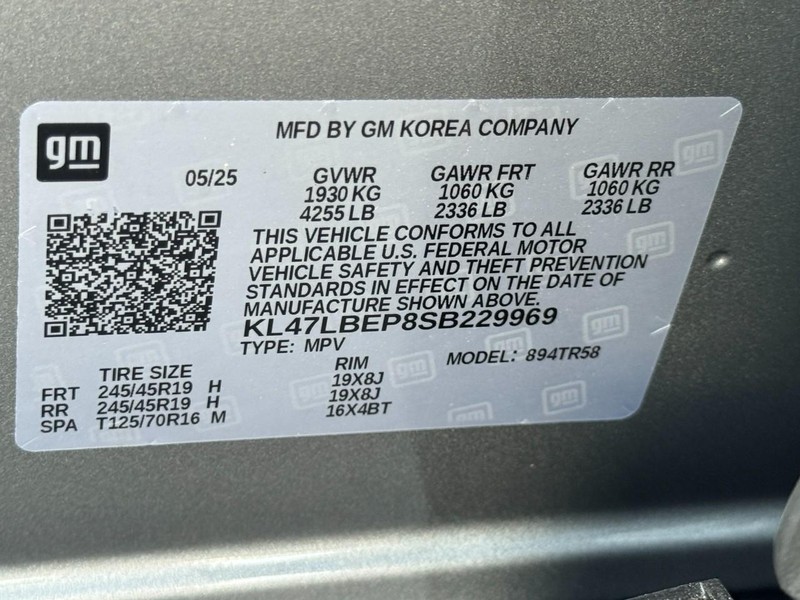 gm
MFD BY GM KOREA COMPANY
05/25
GVWR GAWR FRT GAWR RR
1930 KG 1060 KG 1060 KG
4255 LB 2336 LB 2336 LB
THIS VEHICLE CONFORMS TO ALL
APPLICABLE U.S. FEDERAL MOTOR
VEHICLE SAFETY AND THEFT PREVENTION
STANDARDS IN EFFECT ON THE DATE OF
MANUFACTURE SHOWN ABOVE.
KL47LBEP8SB229969
TYPE: MPV MODEL: 894TR58
TIRE SIZE RIM
FRT 245/45R19 H 19X8J
RR 245/45R19 H 19X8J
SPA T125/70R16 M 16X4BT